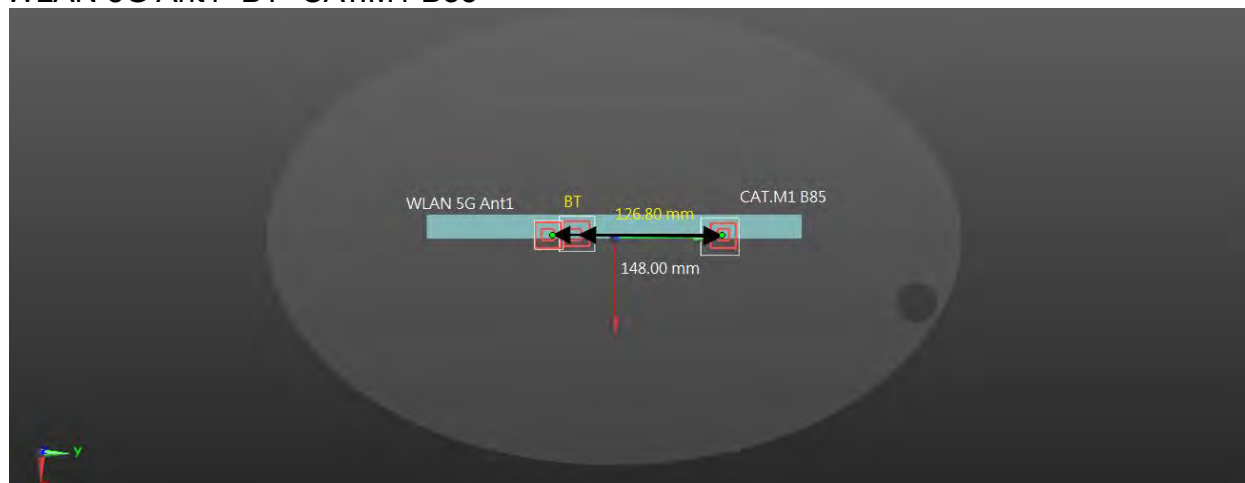 WLAN 5G Ant1
BT
CAT.M1 B85
126.80 mm
148.00 mm
y